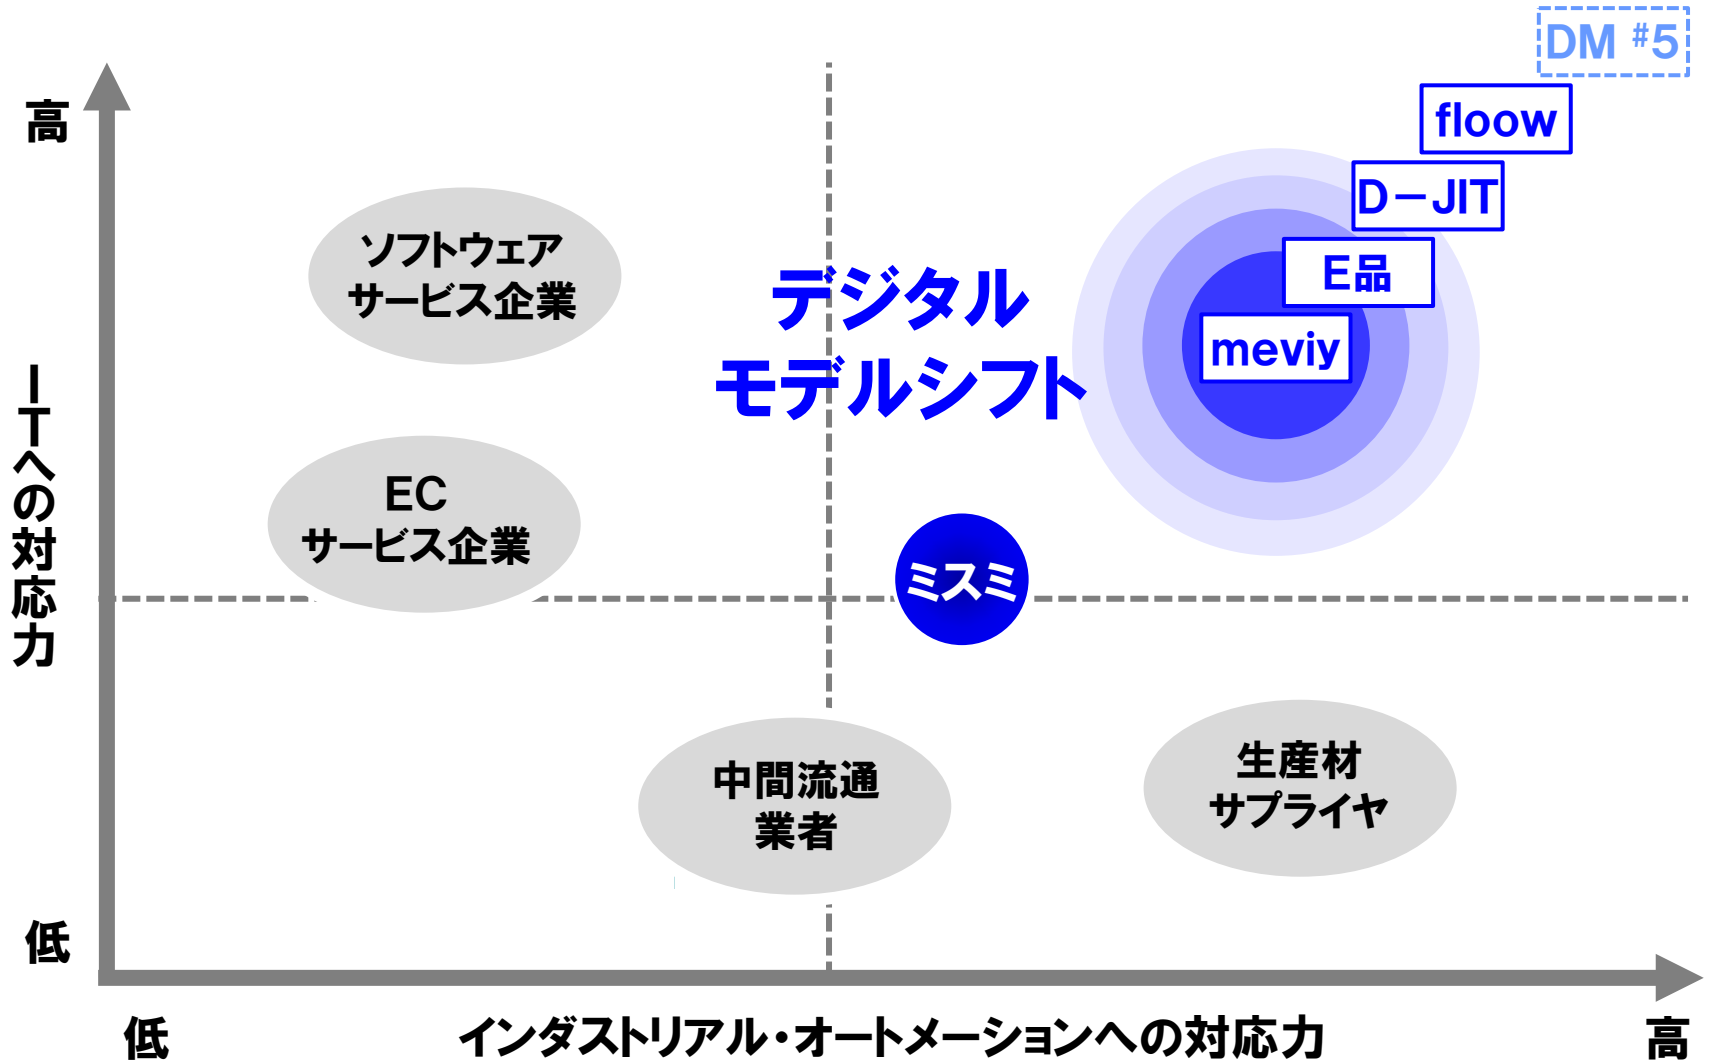 DM #5
高
floow
D-JIT
E品
meviy
ソフトウェア
サービス企業
デジタル
モデルシフト
ITへの対応力
EC
サービス企業
ミスミ
中間流通
業者
生産材
サプライヤ
低
低
インダストリアル・オートメーションへの対応力
高